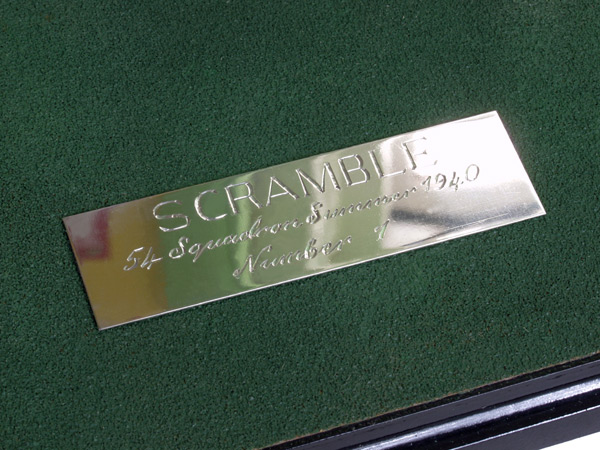 SCRAMBLE
54 Squadron Summer 1940
Number 1